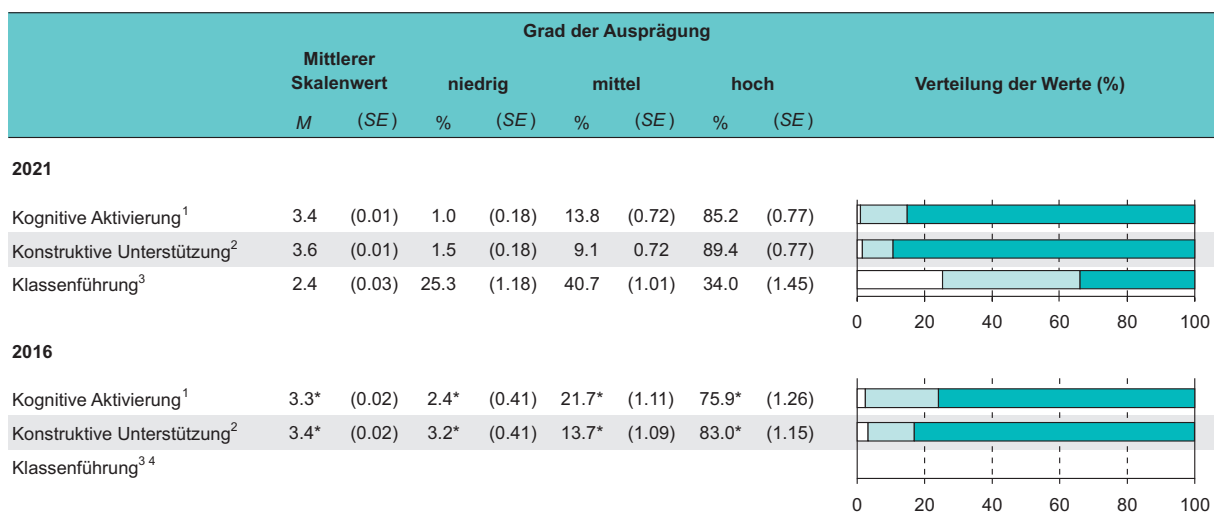 Grad der Ausprägung
Mittlerer Skalenwert niedrig mittel hoch Verteilung der Werte (%)
M (SE) % (SE) % (SE) % (SE)
2021
Kognitive Aktivierung1 3.4 (0.01) 1.0 (0.18) 13.8 (0.72) 85.2 (0.77)
Konstruktive Unterstützung2 3.6 (0.01) 1.5 (0.18) 9.1 0.72 89.4 (0.77)
Klassenführung3 2.4 (0.03) 25.3 (1.18) 40.7 (1.01) 34.0 (1.45)
0 20 40 60 80 100
2016
Kognitive Aktivierung1 3.3* (0.02) 2.4* (0.41) 21.7* (1.11) 75.9* (1.26)
Konstruktive Unterstützung2 3.4* (0.02) 3.2* (0.41) 13.7* (1.09) 83.0* (1.15)
Klassenführung3 4
0 20 40 60 80 100